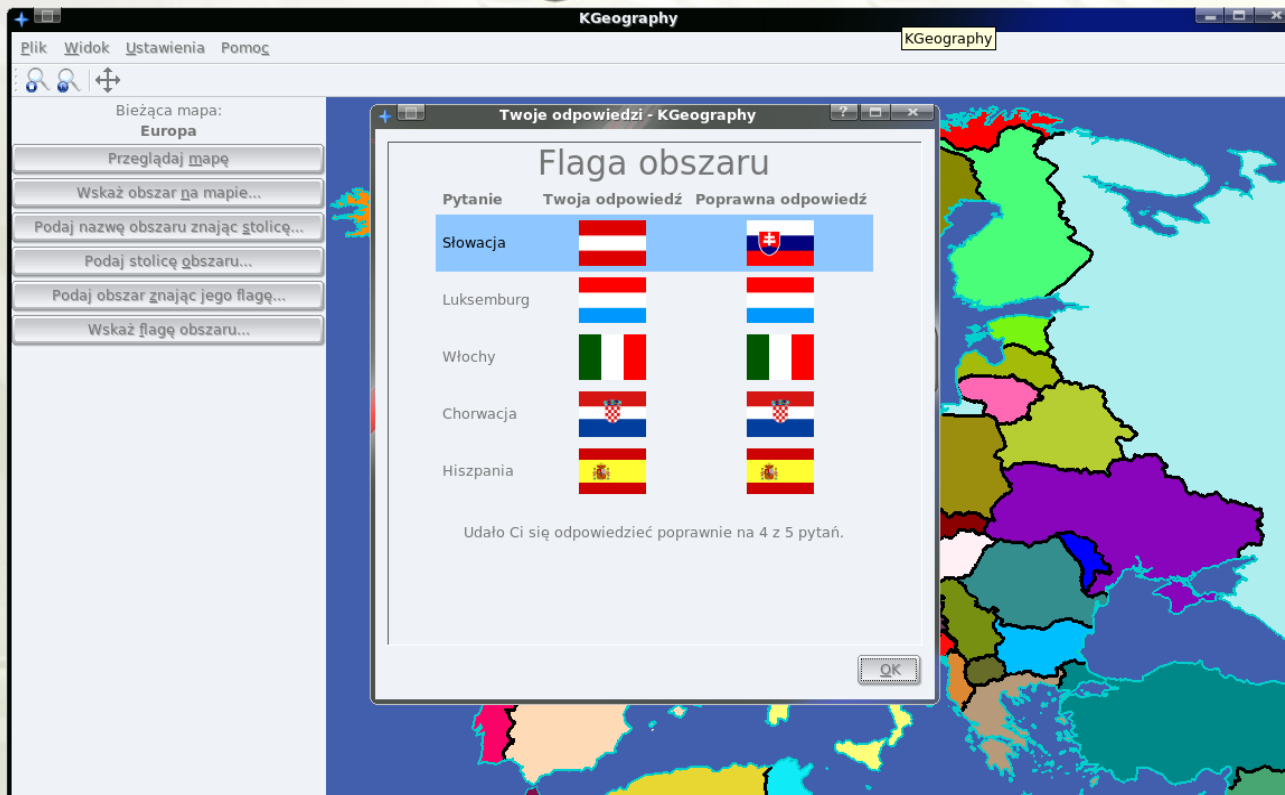 KGeography
KGeography
Plik Widok Ustawienia Pomoc
Bieżąca mapa:
Europa
Przeglądaj mapę
Wskaż obszar na mapie...
Podaj nazwę obszaru znając stolicę...
Podaj stolicę obszaru...
Podaj obszar znając jego flagę...
Wskaż flagę obszaru...
Twoje odpowiedzi - KGeography
Flaga obszaru
Pytanie Twoja odpowiedź Poprawna odpowiedź
Słowacja
Luksemburg
Włochy
Chorwacja
Hiszpania
Udało Ci się odpowiedzieć poprawnie na 4 z 5 pytań.
OK